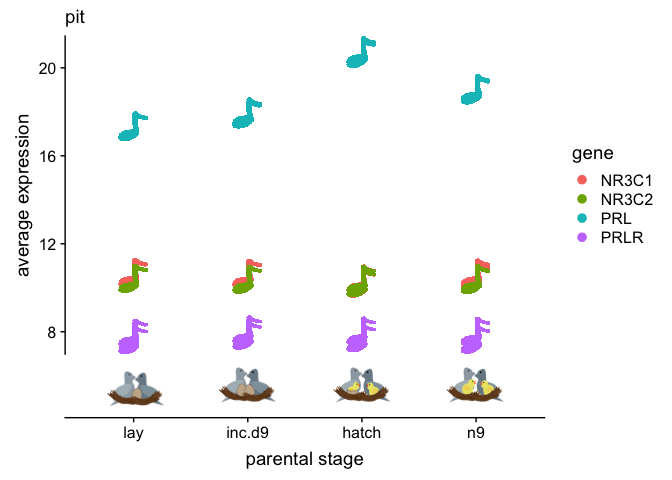 pit
20
16
12
8
average expression
lay
inc.d9
hatch
n9
parental stage
gene
NR3C1
NR3C2
PRL
PRLR